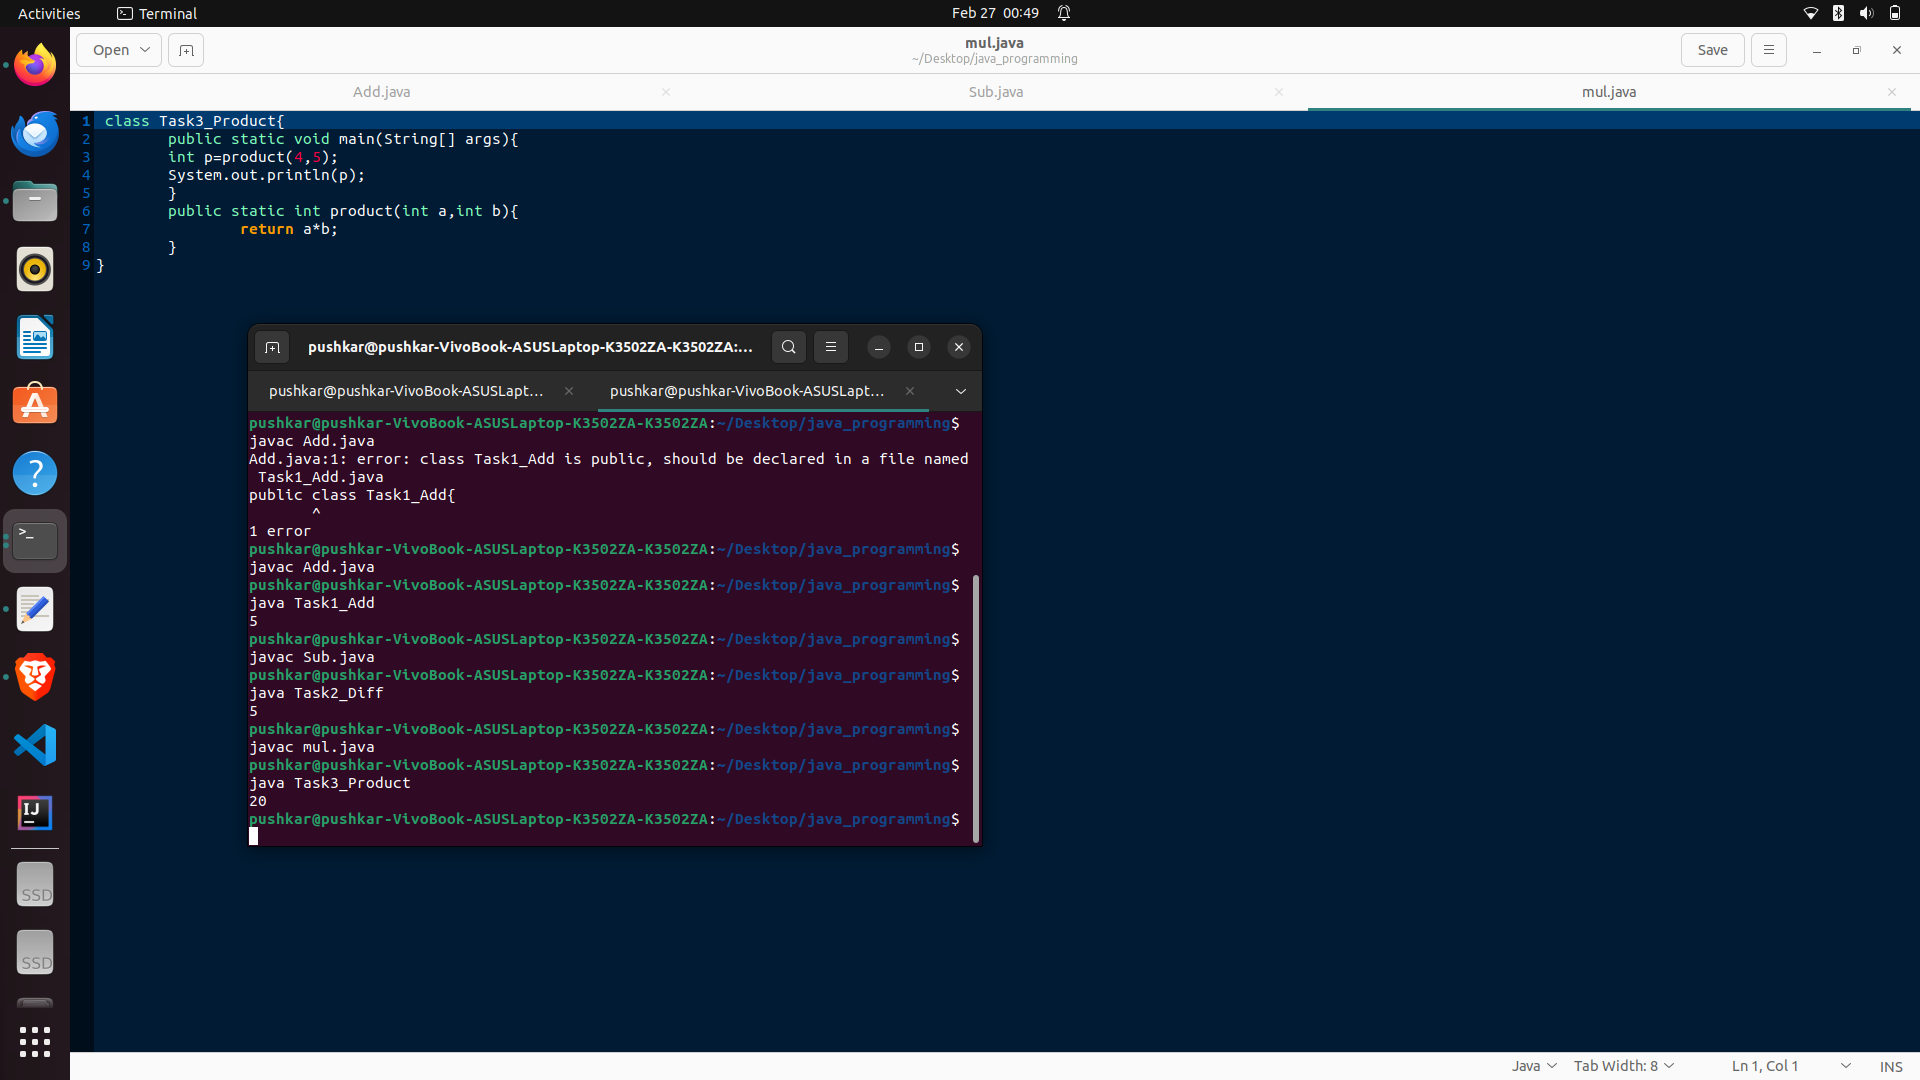 Activities Terminal Feb 27 00:49
Open mul.java Save
~/Desktop/java_programming
Add.java Sub.java mul.java
1 class Task3_Product{
2 public static void main(String[] args){
3 int p=product(4,5);
4 System.out.println(p);
5 }
6 public static int product(int a,int b){
7 return a*b;
8 }
9 }
pushkar@pushkar-VivoBook-ASUSLaptop-K3502ZA-K3502ZA:...
pushkar@pushkar-VivoBook-ASUSLapt... pushkar@pushkar-VivoBook-ASUSLapt...
pushkar@pushkar-VivoBook-ASUSLaptop-K3502ZA-K3502ZA:~/Desktop/java_programming$
javac Add.java
Add.java:1: error: class Task1_Add is public, should be declared in a file named
Task1_Add.java
public class Task1_Add{
^
1 error
pushkar@pushkar-VivoBook-ASUSLaptop-K3502ZA-K3502ZA:~/Desktop/java_programming$
javac Add.java
pushkar@pushkar-VivoBook-ASUSLaptop-K3502ZA-K3502ZA:~/Desktop/java_programming$
java Task1_Add
5
pushkar@pushkar-VivoBook-ASUSLaptop-K3502ZA-K3502ZA:~/Desktop/java_programming$
javac Sub.java
pushkar@pushkar-VivoBook-ASUSLaptop-K3502ZA-K3502ZA:~/Desktop/java_programming$
java Task2_Diff
5
pushkar@pushkar-VivoBook-ASUSLaptop-K3502ZA-K3502ZA:~/Desktop/java_programming$
javac mul.java
pushkar@pushkar-VivoBook-ASUSLaptop-K3502ZA-K3502ZA:~/Desktop/java_programming$
java Task3_Product
20
pushkar@pushkar-VivoBook-ASUSLaptop-K3502ZA-K3502ZA:~/Desktop/java_programming$
IJ
SSD
SSD
Java Tab Width: 8 Ln 1, Col 1 INS